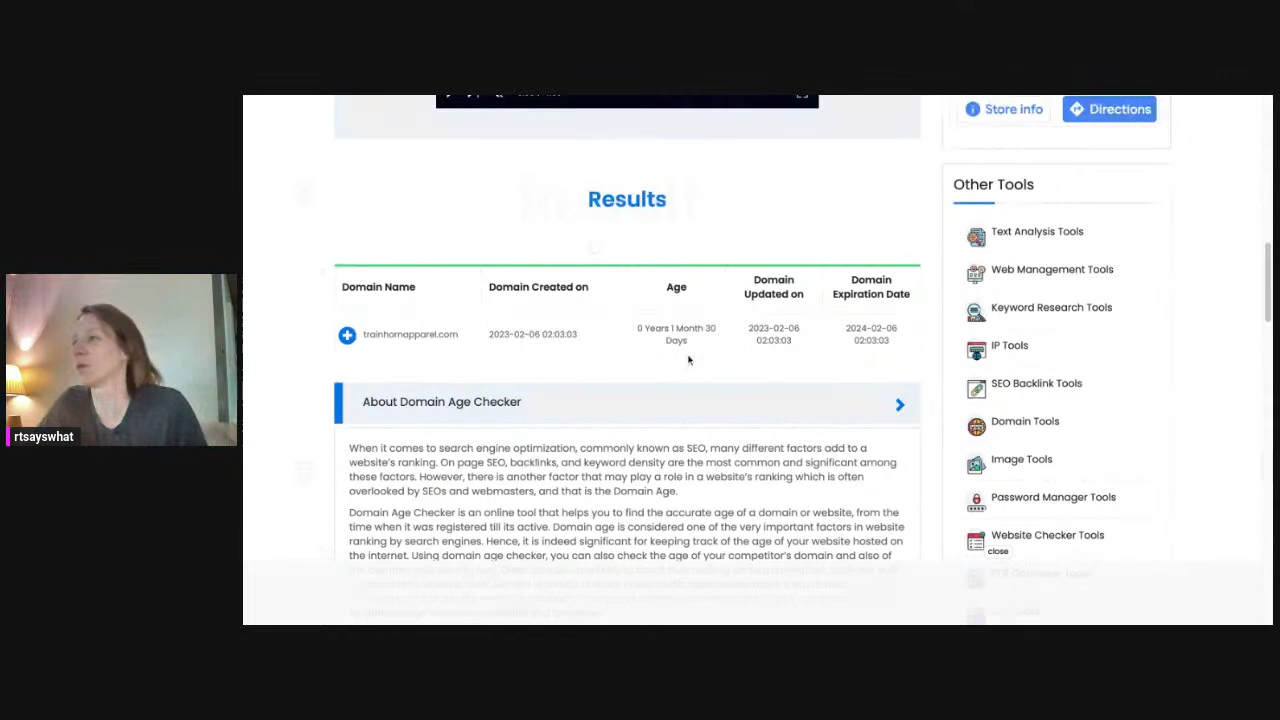 Store info
Directions
Results
Domain Name
Domain Created on
Age
Domain
Updated on
Domain
Expiration Date
trainhornapparel.com
2023-02-06 02:03:03
0 Years 1 Month 30
Days
2023-02-06
02:03:03
2024-02-06
02:03:03
About Domain Age Checker
When it comes to search engine optimization, commonly known as SEO, many different factors add to a
website's ranking. On page SEO, backlinks, and keyword density are the most common and significant among
these factors. However, there is another factor that may play a role in a website's ranking which is often
overlooked by SEOs and webmasters, and that is the Domain Age.
Domain Age Checker is an online tool that helps you to find the accurate age of a domain or website, from the
time when it was registered till its active. Domain age is considered one of the very important factors in website
ranking by search engines. Hence, it is indeed significant for keeping track of the age of your website hosted on
the internet. Using domain age checker, you can also check the age of your competitor's domain and also of
Other Tools
Text Analysis Tools
Web Management Tools
Keyword Research Tools
IP Tools
SEO Backlink Tools
Domain Tools
Image Tools
Password Manager Tools
Website Checker Tools
close
rtsayswhat